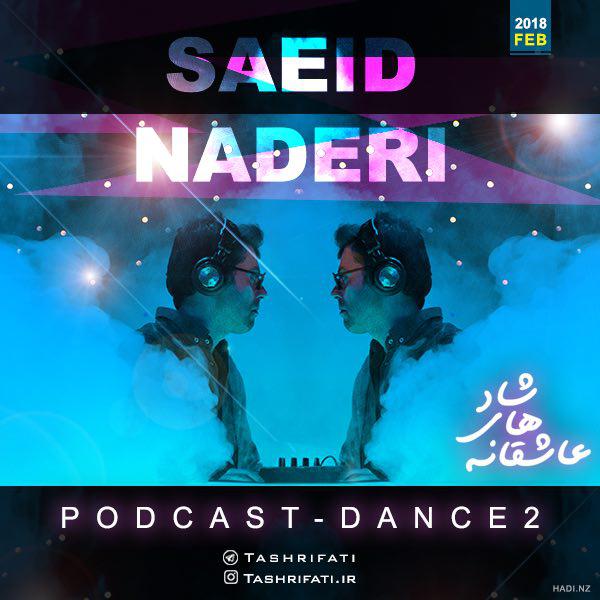 2018
FEB
SAEID
NADERI
شاد
های
عاشقانه
PODCAST-DANCE2
TASHRIFATI
TASHRIFATI.IR
HADI.NZ